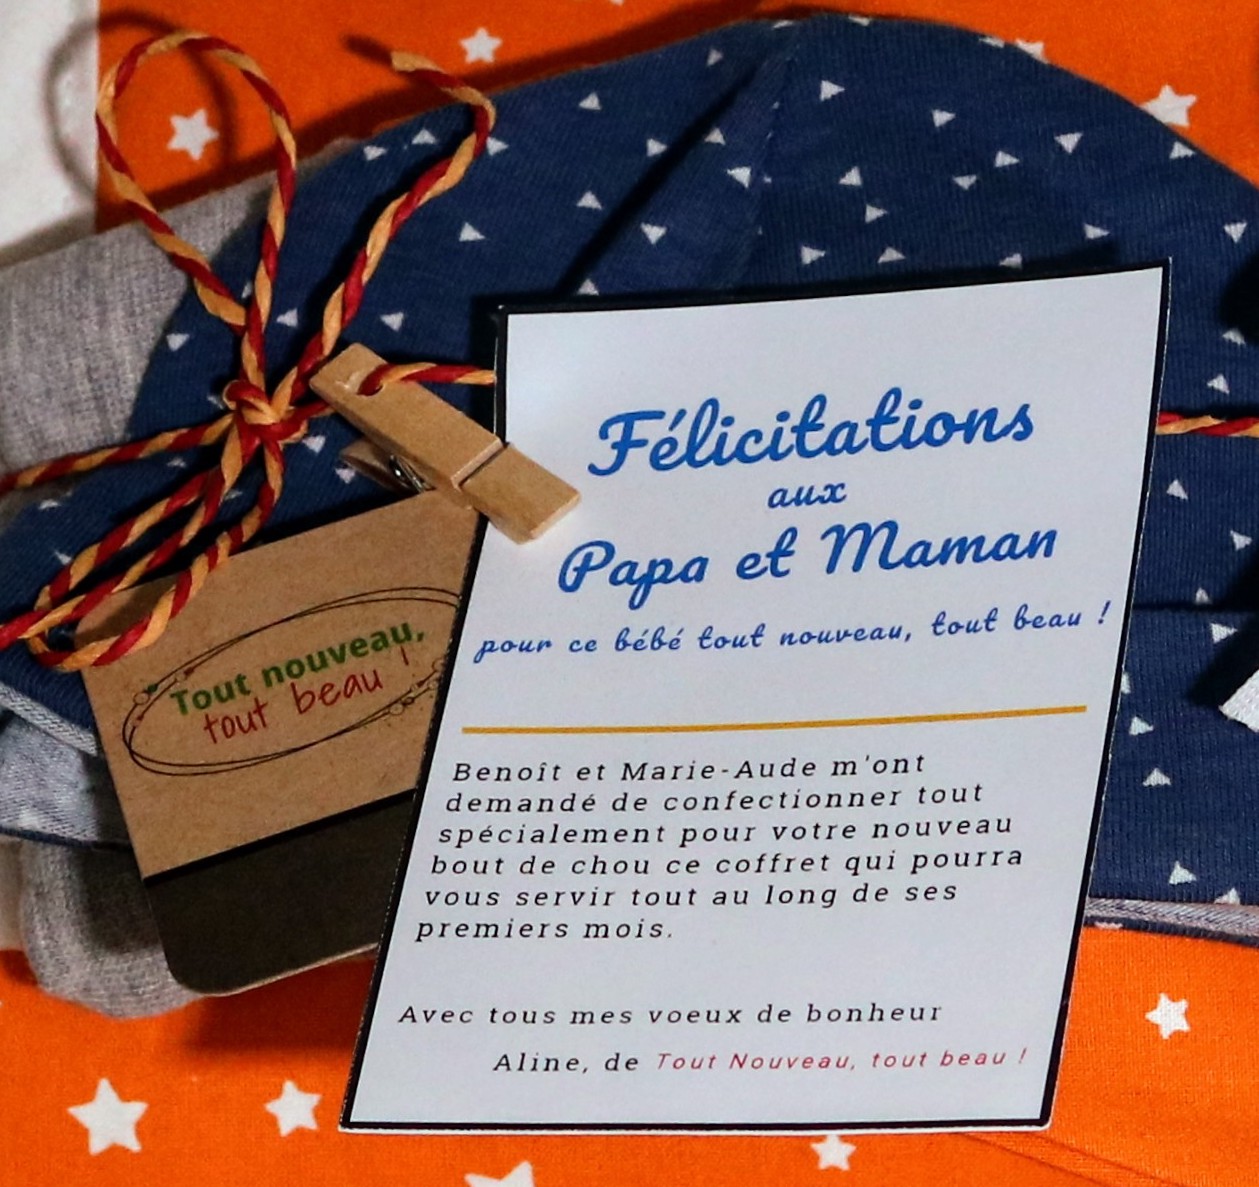 Félicitations
aux
Papa et Maman
pour ce bébé tout nouveau, tout beau !
Benoît et Marie-Aude m'ont
demandé de confectionner tout
spécialement pour votre nouveau
bout de chou ce coffret qui pourra
vous servir tout au long de ses
premiers mois.
Avec tous mes voeux de bonheur
Aline, de Tout Nouveau, tout beau !
Tout nouveau,
tout beau !